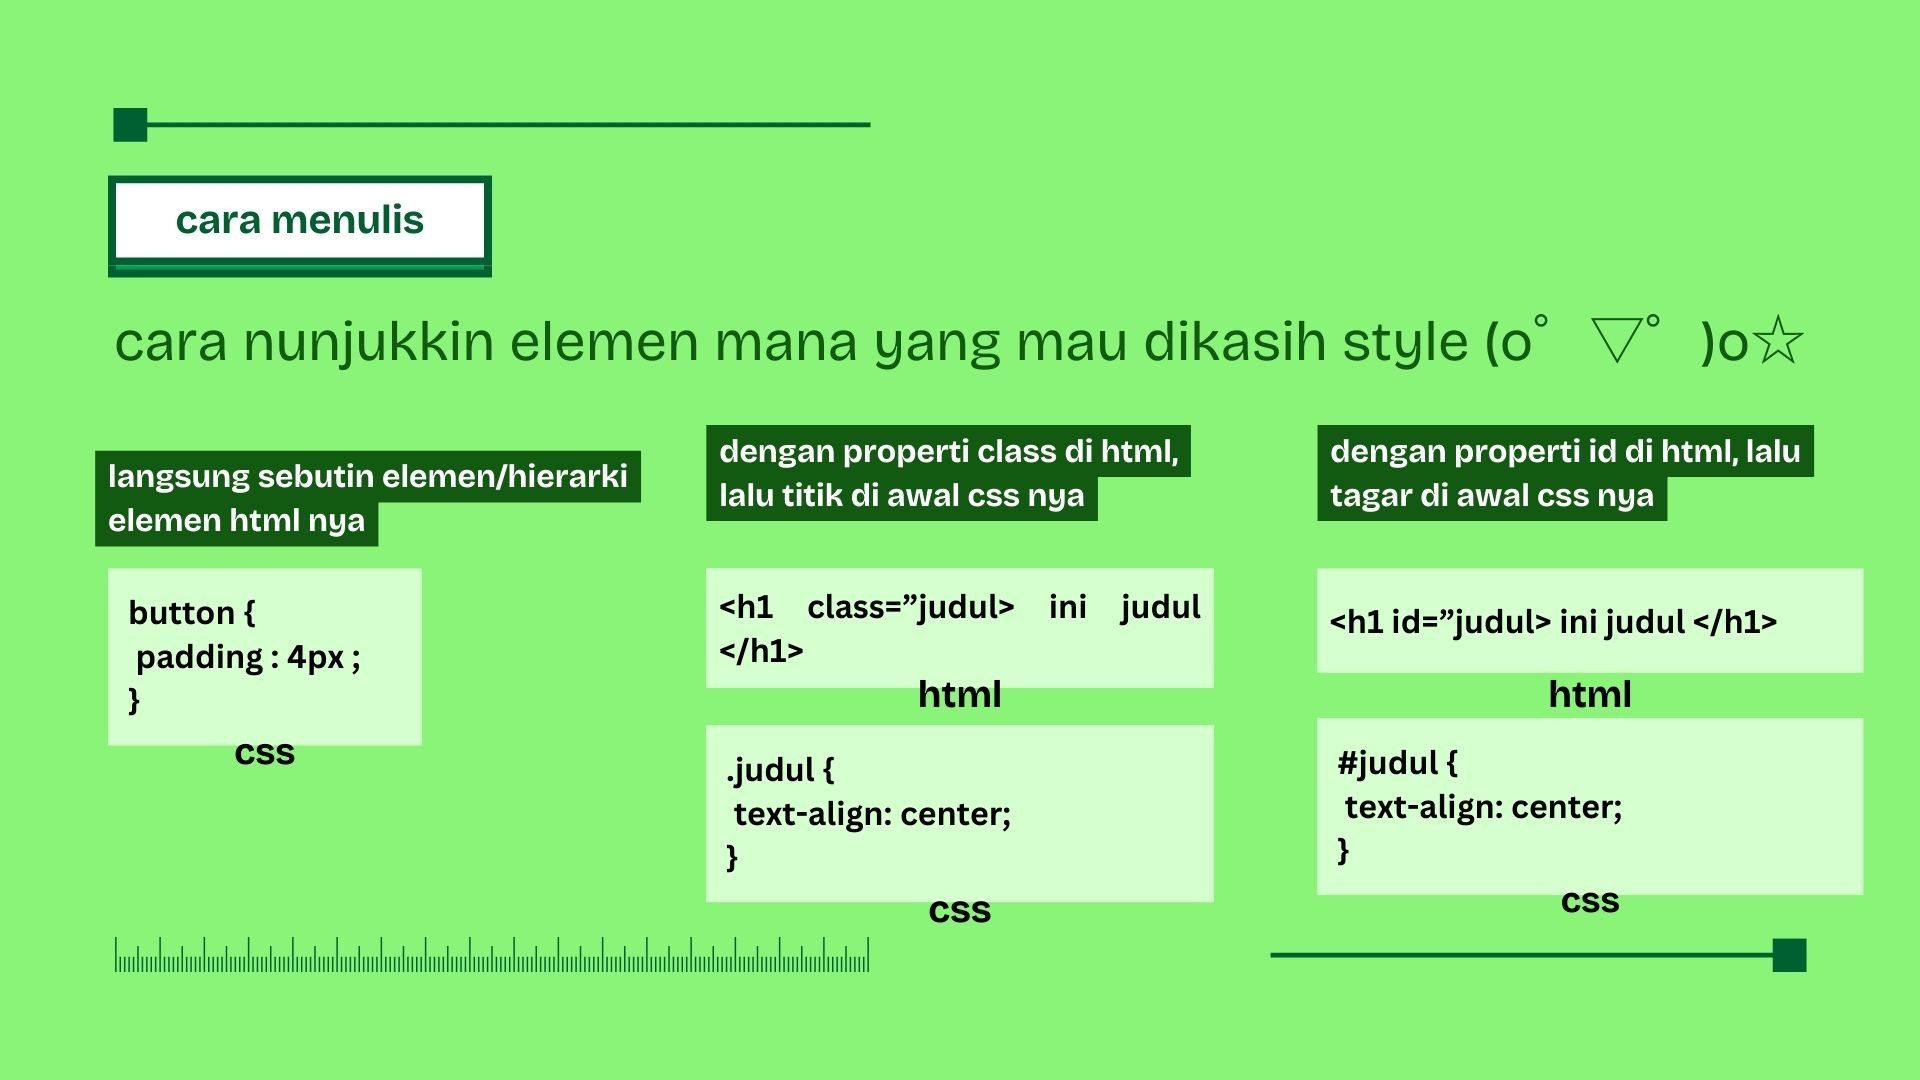 cara menulis
cara nunjukkin elemen mana yang mau dikasih style (o゜▽゜)o☆
langsung sebutin elemen/hierarki
elemen html nya
button {
padding : 4px ;
}
css
dengan properti class di html,
lalu titik di awal css nya
<h1 class=”judul> ini judul
</h1>
html
.judul {
text-align: center;
}
css
dengan properti id di html, lalu
tagar di awal css nya
<h1 id=”judul> ini judul </h1>
html
#judul {
text-align: center;
}
css